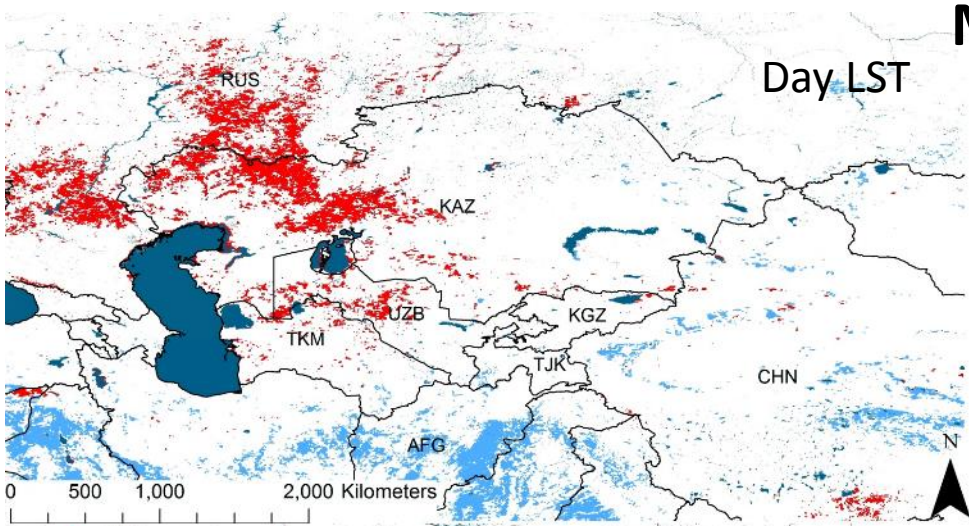 M
Day LST
RUS
KAZ
UZB
KGZ
TKM
TJK
CHN
AFG
N
0 500 1,000 2,000 Kilometers